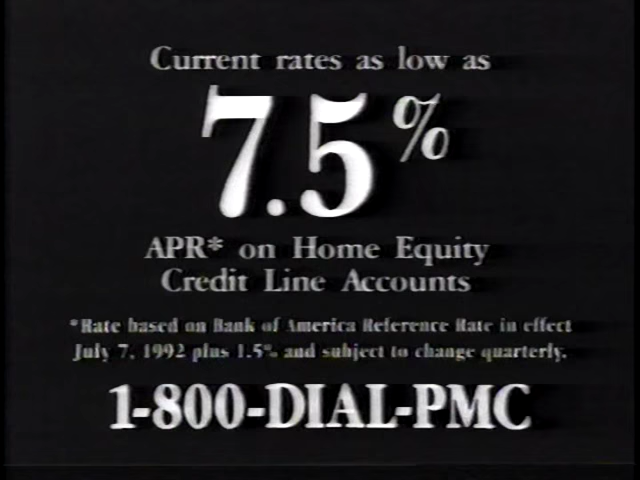 Current rates as low as
7.5%
APR* on Home Equity
Credit Line Accounts
*Rate based on Bank of America Reference Rate in effect
July 7, 1992 plus 1.5% and subject to change quarterly.
1-800-DIAL-PMC